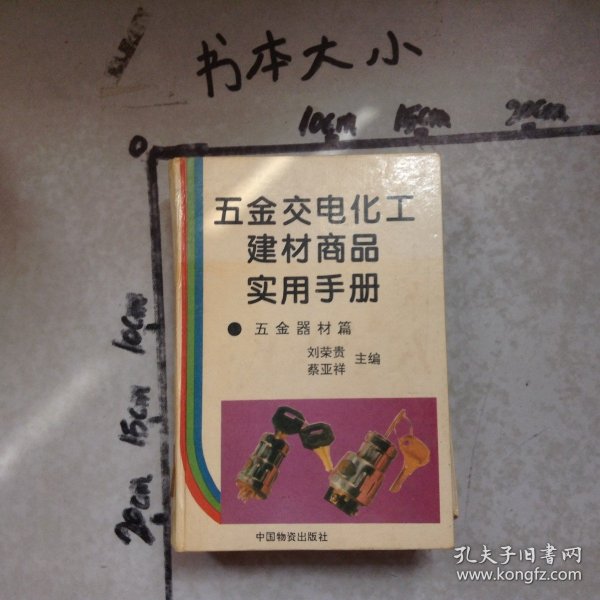 书本大小
0
10cm 15cm 20cm
10cm
15cm
20cm
五金交电化工
建材商品
实用手册
●五金器材篇
刘荣贵
蔡亚祥
主编
中国物资出版社
孔夫子旧书网
www.kongfz.com